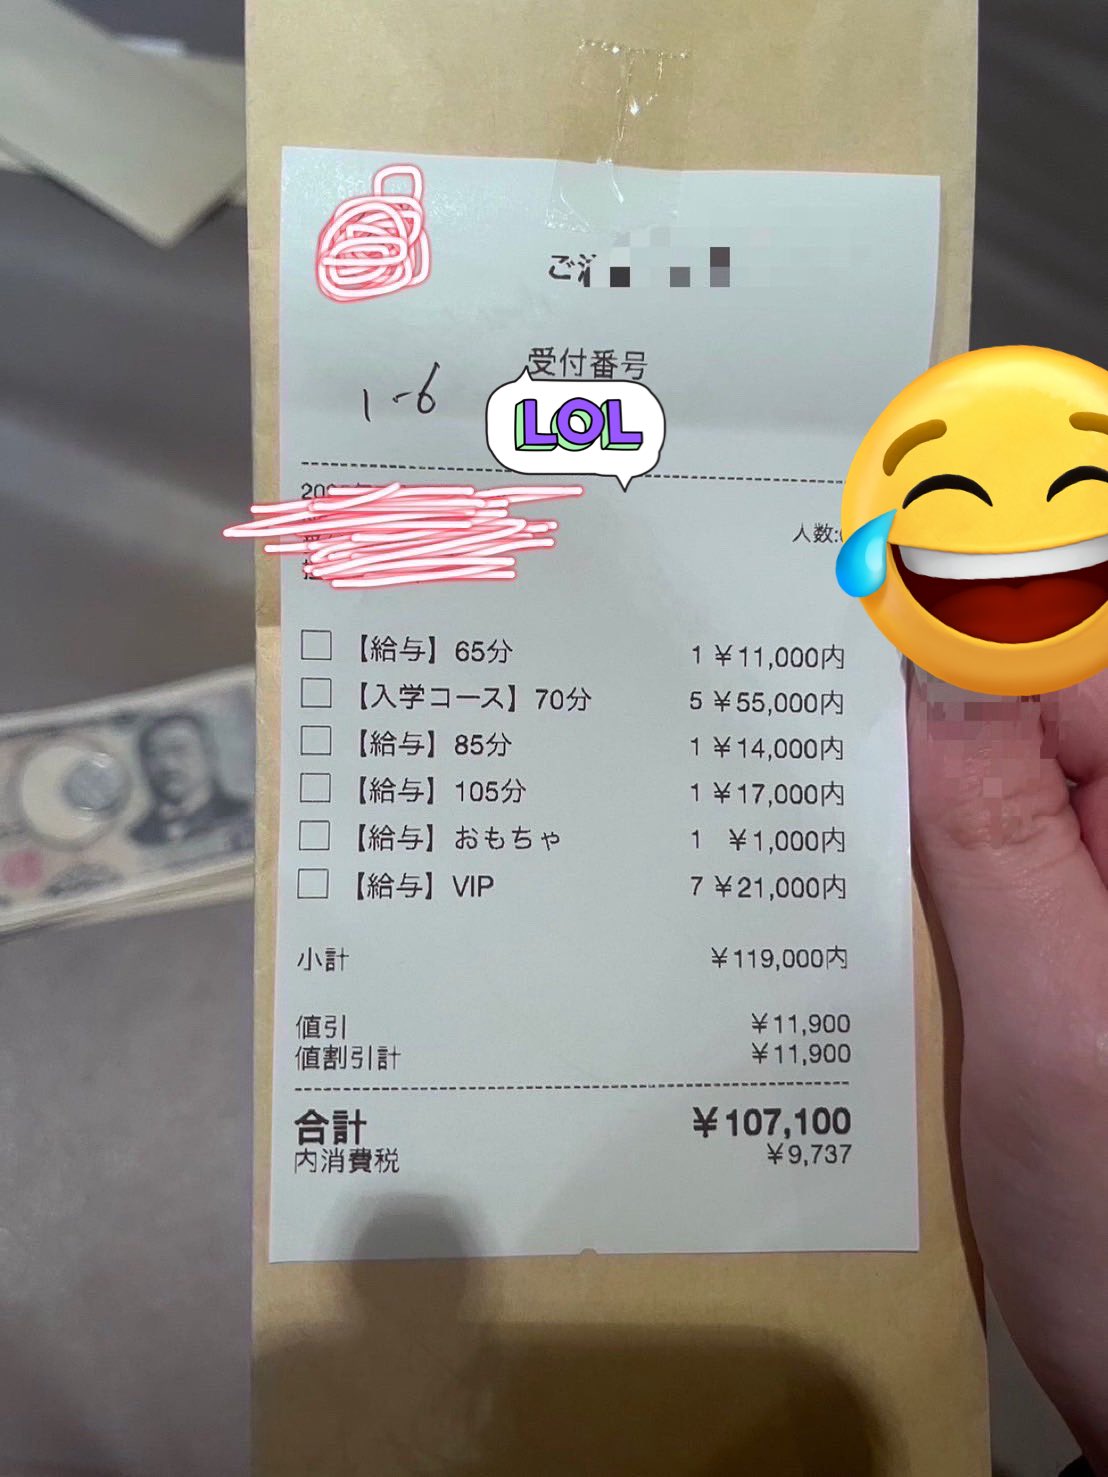 ご注
受付番号
1-6
LOL
人数:
【給与】65分 1 ¥11,000内
【入学コース】70分 5 ¥55,000内
【給与】85分 1 ¥14,000内
【給与】105分 1 ¥17,000内
【給与】おもちゃ 1 ¥1,000内
【給与】VIP 7 ¥21,000内
小計 ¥119,000内
値引 ¥11,900
値割引計 ¥11,900
合計 ¥107,100
内消費税 ¥9,737